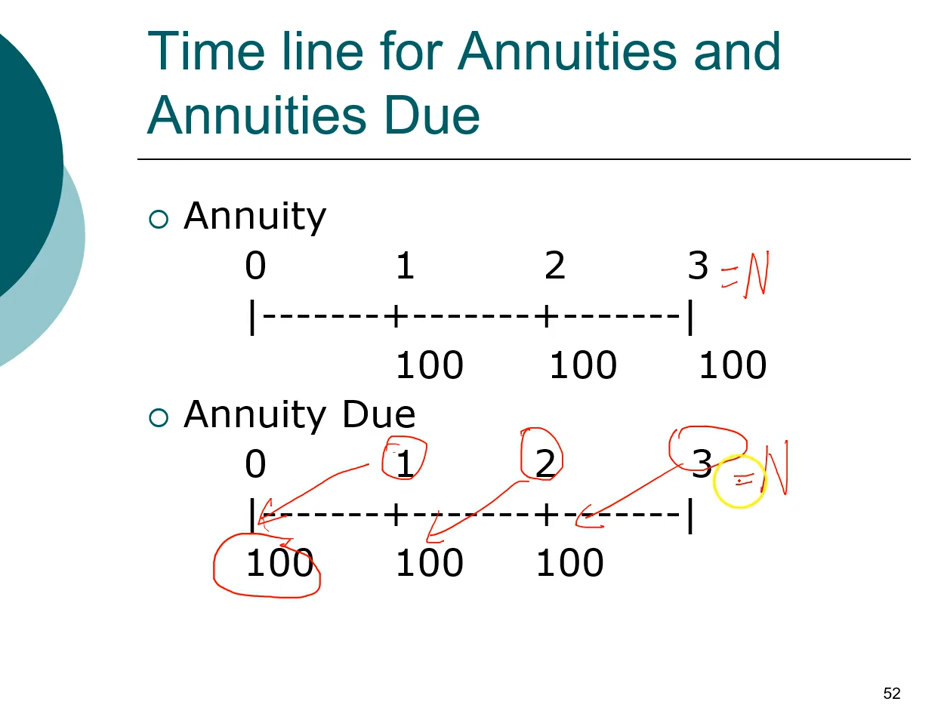 Time line for Annuities and
Annuities Due
Annuity
0 1 2 3 =N
|-------+-------+-------|
100 100 100
Annuity Due
0 1 2 3 =N
|-------+-------+-------|
100 100 100
52